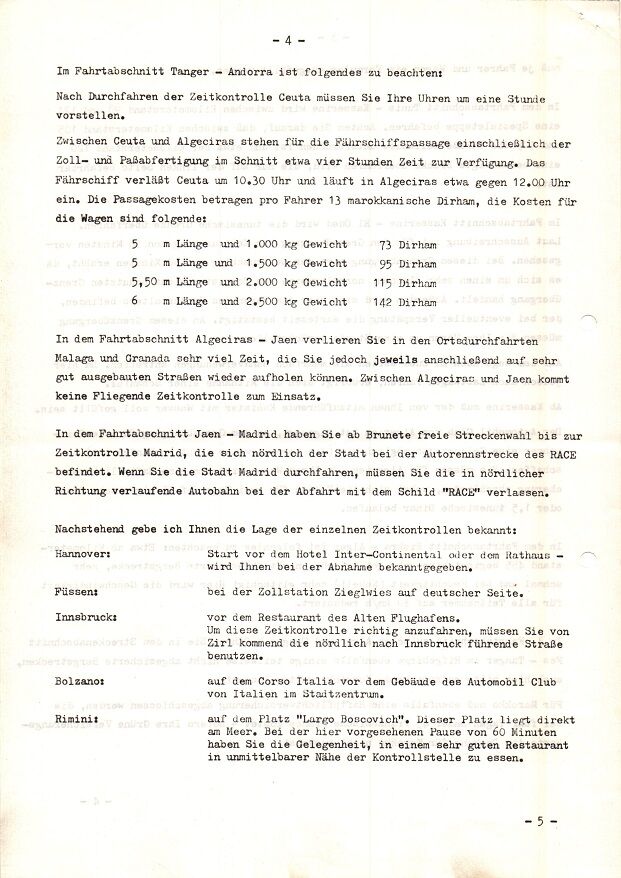 - 4 -
Im Fahrtabschnitt Tanger - Andorra ist folgendes zu beachten:
Nach Durchfahren der Zeitkontrolle Ceuta müssen Sie Ihre Uhren um eine Stunde
vorstellen.
Zwischen Ceuta und Algeciras stehen für die Fährschiffspassage einschließlich der
Zoll- und Paßabfertigung im Schnitt etwa vier Stunden Zeit zur Verfügung. Das
Fährschiff verläßt Ceuta um 10.30 Uhr und läuft in Algeciras etwa gegen 12.00 Uhr
ein. Die Passagekosten betragen pro Fahrer 13 marokkanische Dirham, die Kosten für
die Wagen sind folgende:
5 m Länge und 1.000 kg Gewicht 73 Dirham
5 m Länge und 1.500 kg Gewicht 95 Dirham
5,50 m Länge und 2.000 kg Gewicht 115 Dirham
6 m Länge und 2.500 kg Gewicht 142 Dirham
In dem Fahrtabschnitt Algeciras - Jaen verlieren Sie in den Ortsdurchfahrten
Malaga und Granada sehr viel Zeit, die Sie jedoch jeweils anschließend auf sehr
gut ausgebauten Straßen wieder aufholen können. Zwischen Algeciras und Jaen kommt
keine Fliegende Zeitkontrolle zum Einsatz.
In dem Fahrtabschnitt Jaen - Madrid haben Sie ab Brunete freie Streckenwahl bis zur
Zeitkontrolle Madrid, die sich nördlich der Stadt bei der Autorennstrecke des RACE
befindet. Wenn Sie die Stadt Madrid durchfahren, müssen Sie die in nördlicher
Richtung verlaufende Autobahn bei der Abfahrt mit dem Schild "RACE" verlassen.
Nachstehend gebe ich Ihnen die Lage der einzelnen Zeitkontrollen bekannt:
Hannover: Start vor dem Hotel Inter-Continental oder dem Rathaus -
wird Ihnen bei der Abnahme bekanntgegeben.
Füssen: bei der Zollstation Zieglwies auf deutscher Seite.
Innsbruck: vor dem Restaurant des Alten Flughafens.
Um diese Zeitkontrolle richtig anzufahren, müssen Sie von
Zirl kommend die nördlich nach Innsbruck führende Straße
benutzen.
Bolzano: auf dem Corso Italia vor dem Gebäude des Automobil Club
von Italien im Stadtzentrum.
Rimini: auf dem Platz "Largo Boscovich". Dieser Platz liegt direkt
am Meer. Bei der hier vorgesehenen Pause von 60 Minuten
haben Sie die Gelegenheit, in einem sehr guten Restaurant
in unmittelbarer Nähe der Kontrollstelle zu essen.
- 5 -